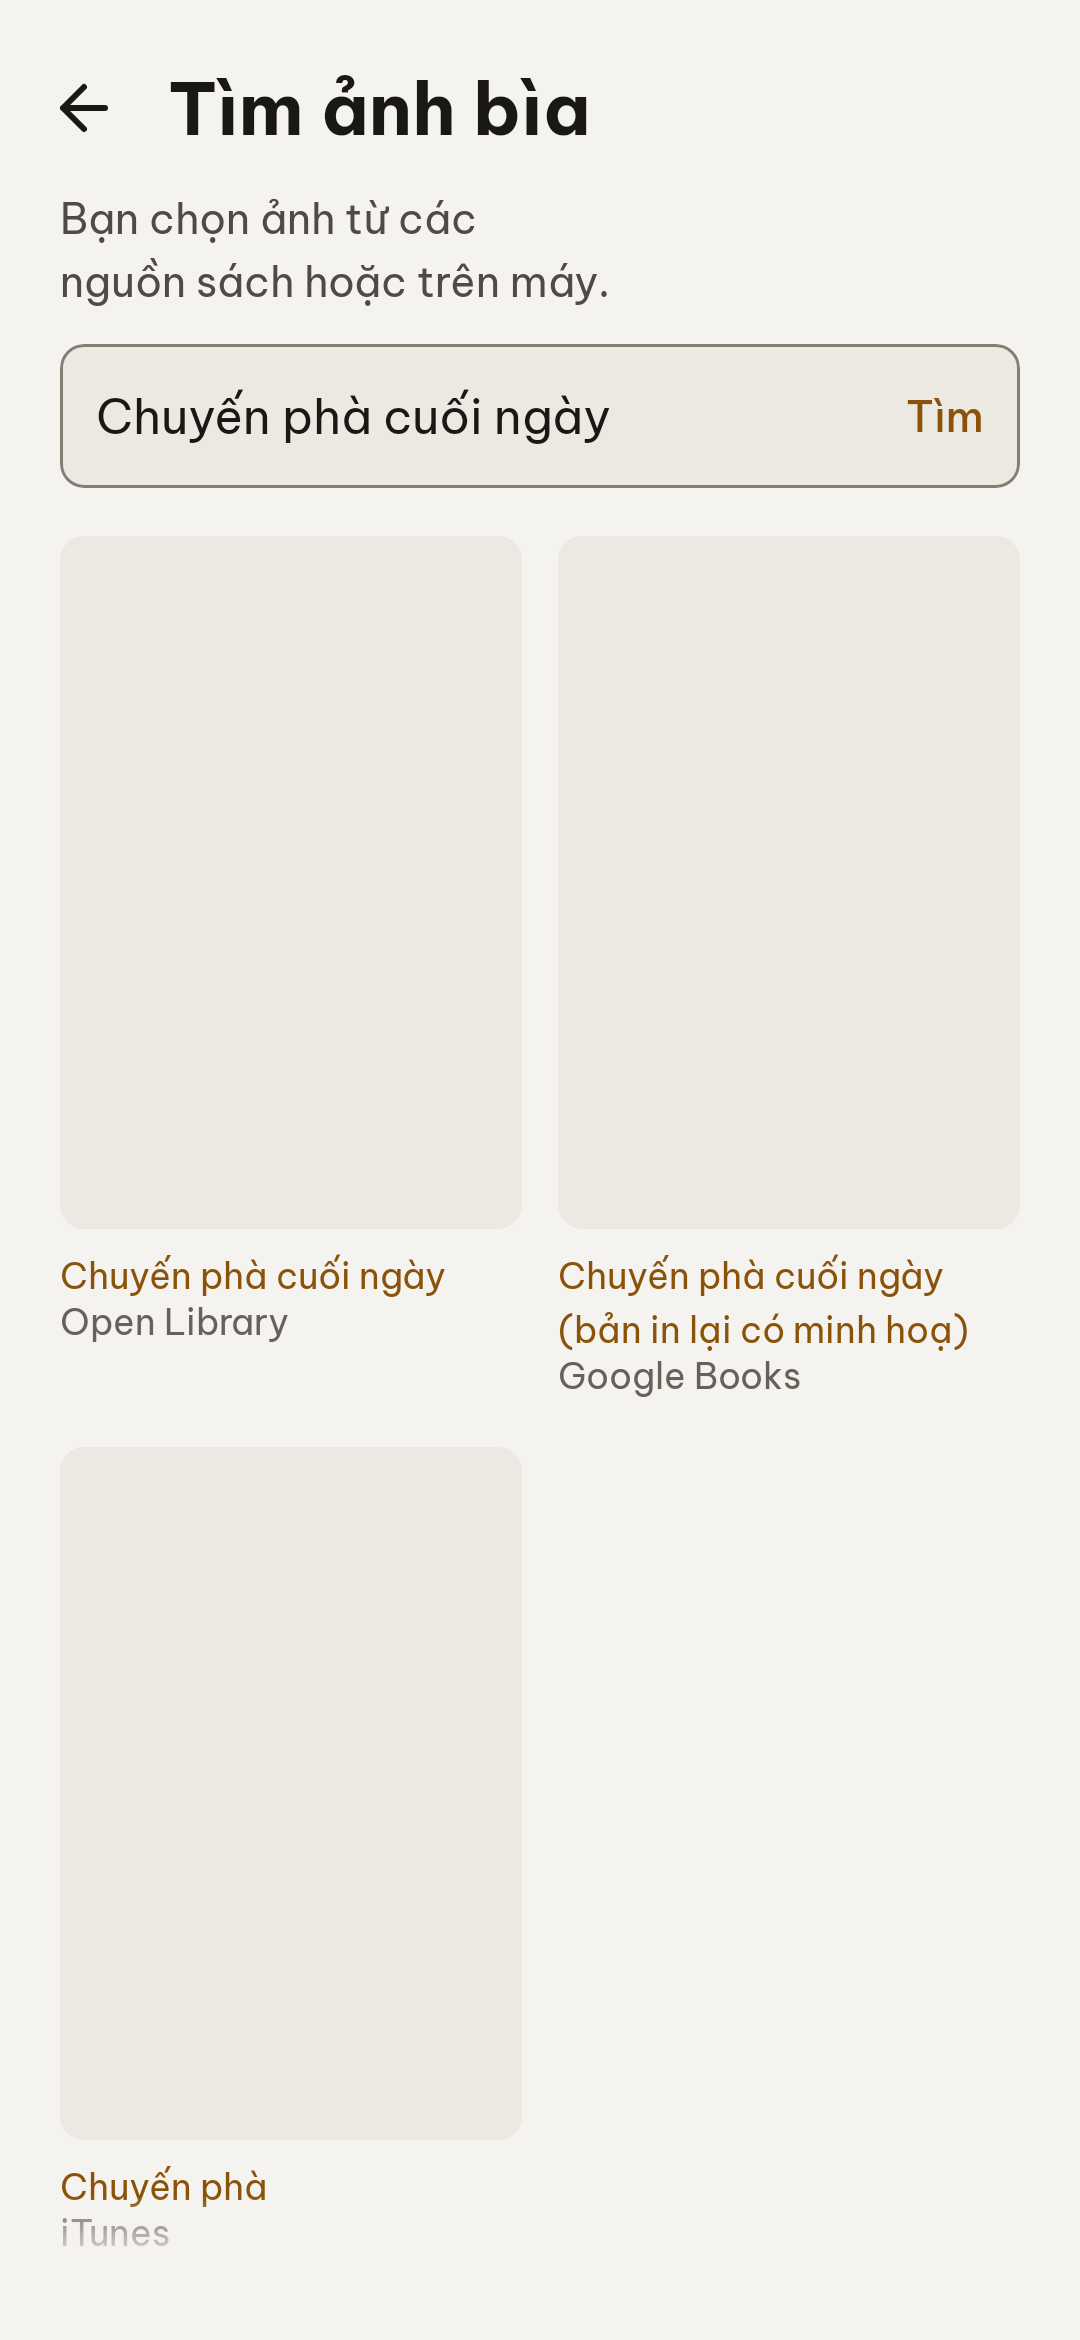 Tìm ảnh bìa
Bạn chọn ảnh từ các
nguồn sách hoặc trên máy.
Chuyến phà cuối ngày
Tìm
Chuyến phà cuối ngày
Open Library
Chuyến phà cuối ngày
(bản in lại có minh hoạ)
Google Books
Chuyến phà
iTunes